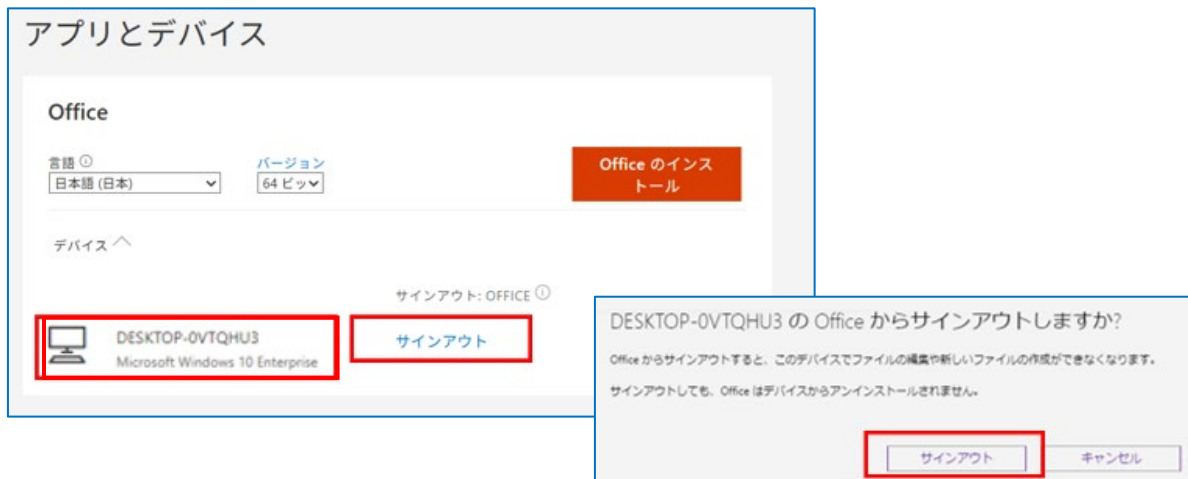 アプリとデバイス
Office
言語 ⓘ
バージョン
日本語 (日本)
64 ビッ
Office のインス
トール
デバイス
サインアウト: OFFICE ⓘ
DESKTOP-0VTQHU3
Microsoft Windows 10 Enterprise
サインアウト
DESKTOP-0VTQHU3 の Office からサインアウトしますか?
Office からサインアウトすると、このデバイスでファイルの編集や新しいファイルの作成ができなくなります。
サインアウトしても、Office はデバイスからアンインストールされません。
サインアウト
キャンセル